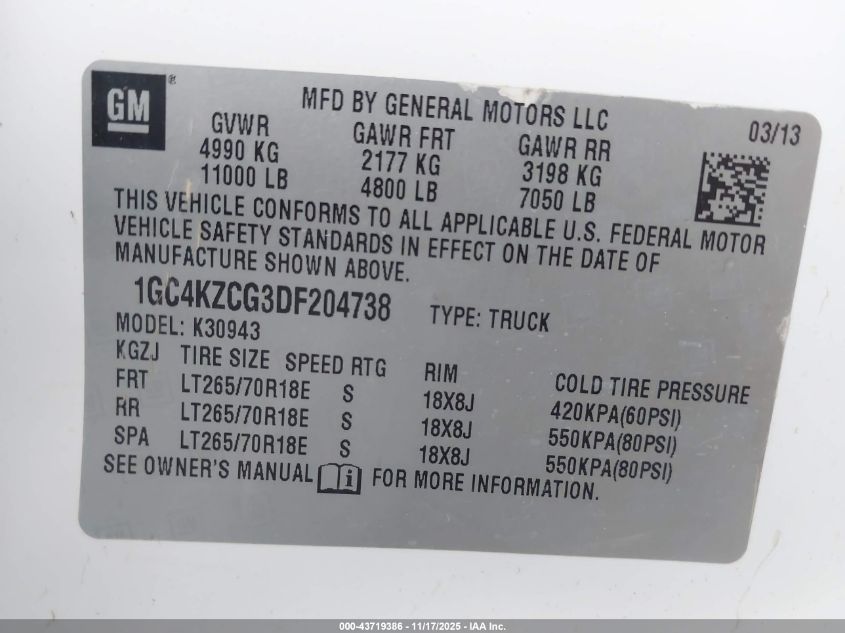 GM ®
MFD BY GENERAL MOTORS LLC
03/13
GVWR GAWR FRT GAWR RR
4990 KG 2177 KG 3198 KG
11000 LB 4800 LB 7050 LB
THIS VEHICLE CONFORMS TO ALL APPLICABLE U.S. FEDERAL MOTOR
VEHICLE SAFETY STANDARDS IN EFFECT ON THE DATE OF
MANUFACTURE SHOWN ABOVE.
1GC4KZCG3DF204738 TYPE: TRUCK
MODEL: K30943
KGZJ TIRE SIZE SPEED RTG RIM COLD TIRE PRESSURE
FRT LT265/70R18E S 18X8J 420KPA(60PSI)
RR LT265/70R18E S 18X8J 550KPA(80PSI)
SPA LT265/70R18E S 18X8J 550KPA(80PSI)
SEE OWNER'S MANUAL i FOR MORE INFORMATION.
000-43719386 - 11/17/2025 - IAA Inc.